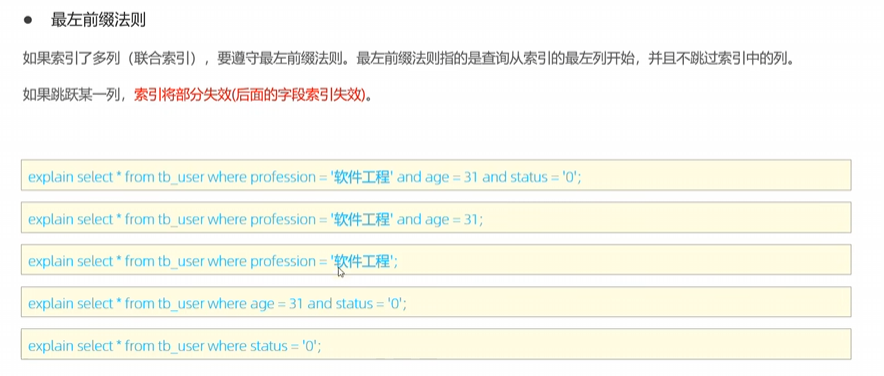 ● 最左前缀法则
如果索引了多列（联合索引），要遵守最左前缀法则。最左前缀法则指的是查询从索引的最左列开始，并且不跳过索引中的列。
如果跳跃某一列，索引将部分失效(后面的字段索引失效)。
explain select * from tb_user where profession = '软件工程' and age = 31 and status = '0';
explain select * from tb_user where profession = '软件工程' and age = 31;
explain select * from tb_user where profession = '软件工程';
explain select * from tb_user where age = 31 and status = '0';
explain select * from tb_user where status = '0';